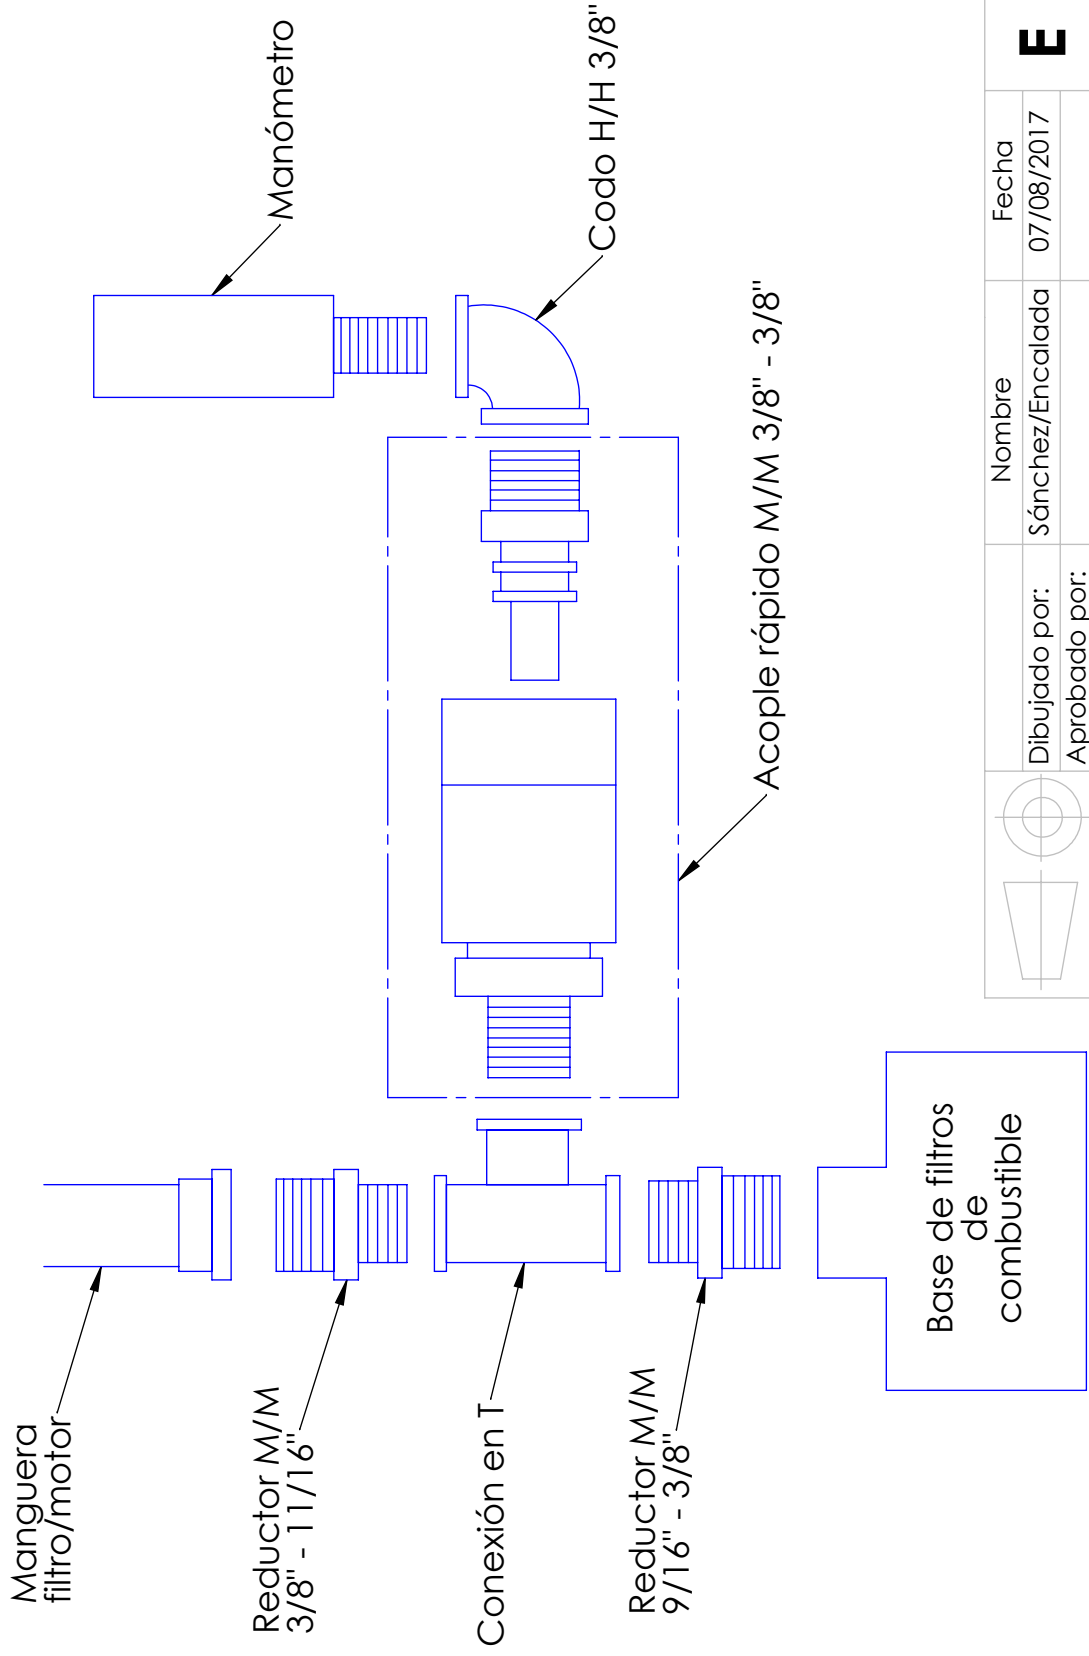 Manguera
filtro/motor
Reductor M/M
3/8" - 11/16"
Conexión en T
Reductor M/M
9/16" - 3/8"
Base de filtros
de
combustible
Manómetro
Codo H/H 3/8"
Acople rápido M/M 3/8" - 3/8"
Nombre
Fecha
Dibujado por:
Sánchez/Encalada
07/08/2017
Aprobado por:
E